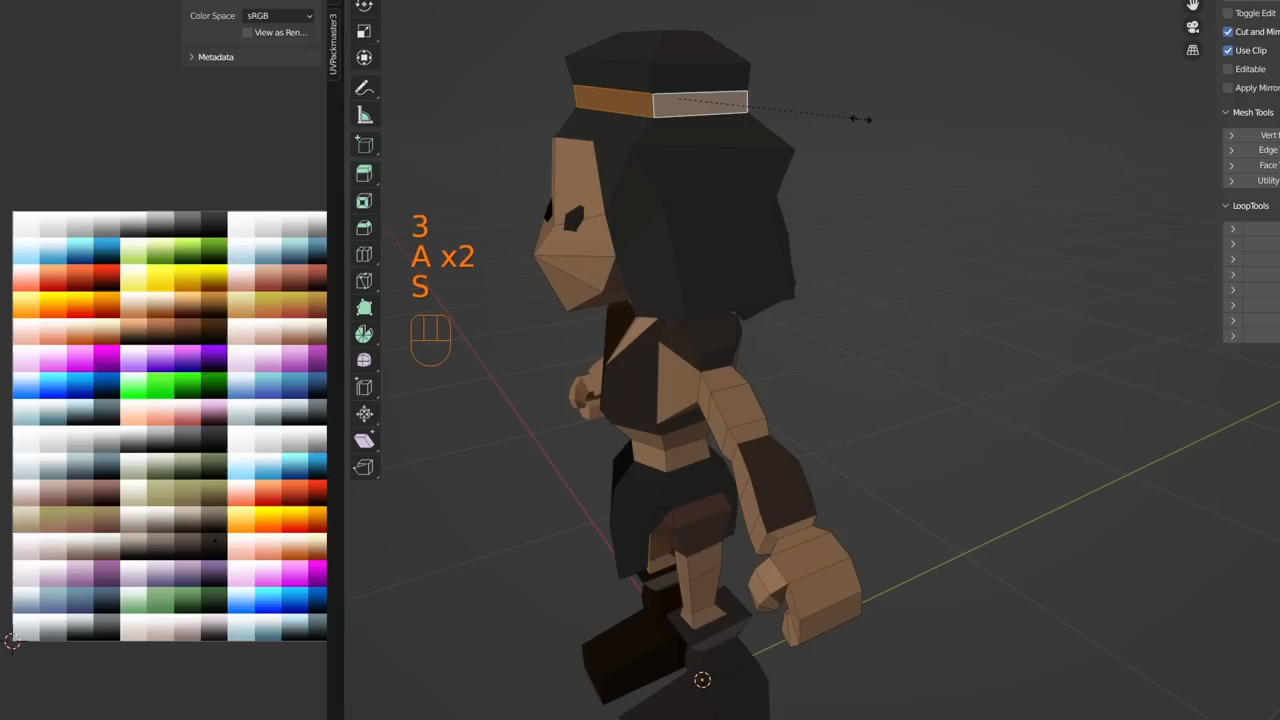 Color Space sRGB
View as Ren...
Metadata
UVPackmaster3
3
A x2
S
Toggle Edit
Cut and Mirr
Use Clip
Editable
Apply Mirror
Mesh Tools
Vert t
Edge
Face T
Utility
LoopTools